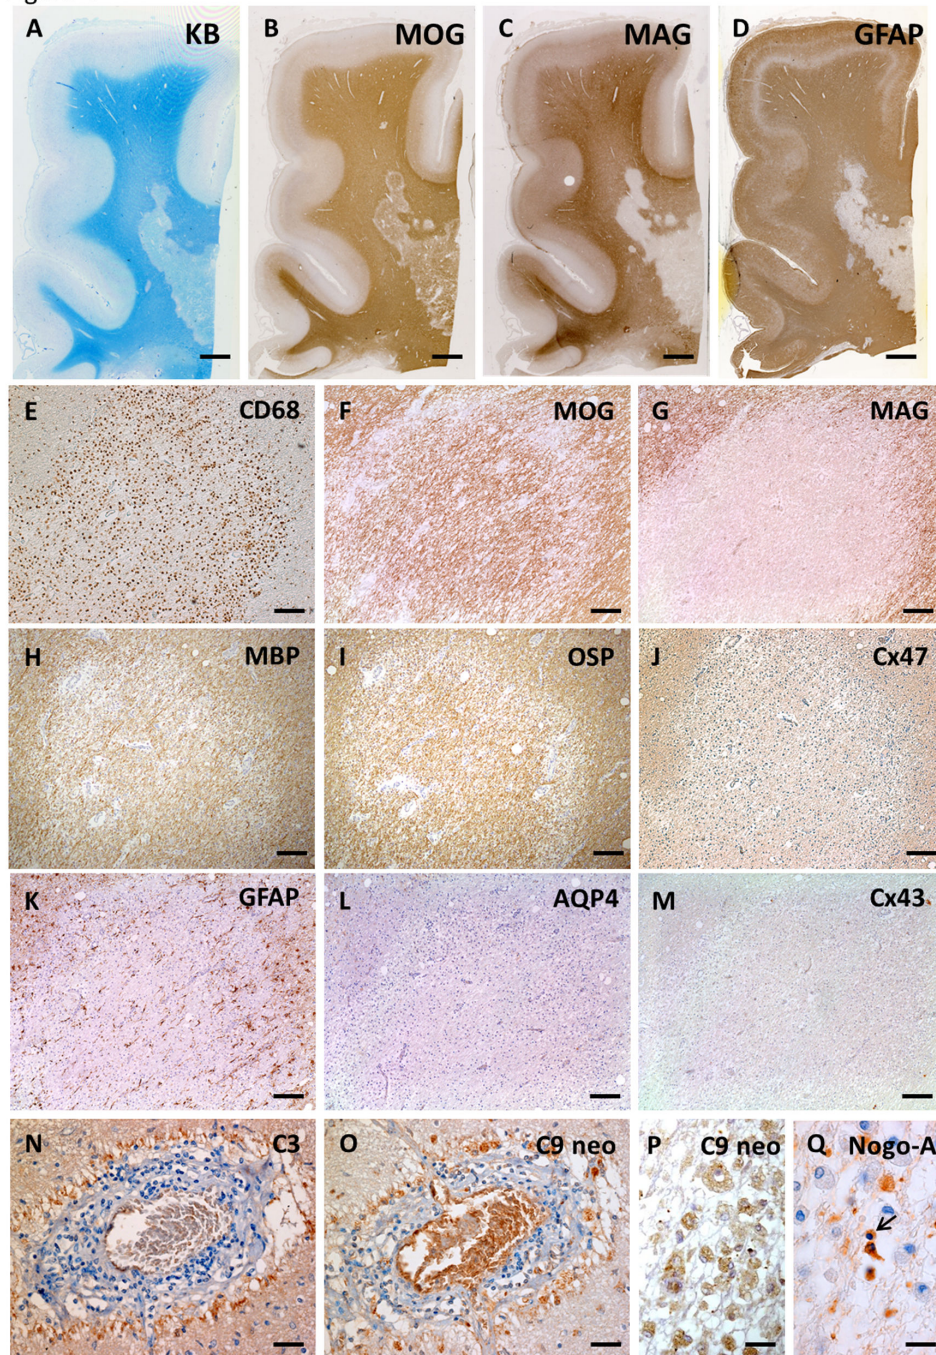 A KB
B MOG
C MAG
D GFAP
E CD68
F MOG
G MAG
H MBP
I OSP
J Cx47
K GFAP
L AQP4
M Cx43
N C3
O C9 neo
P C9 neo
Q Nogo-A